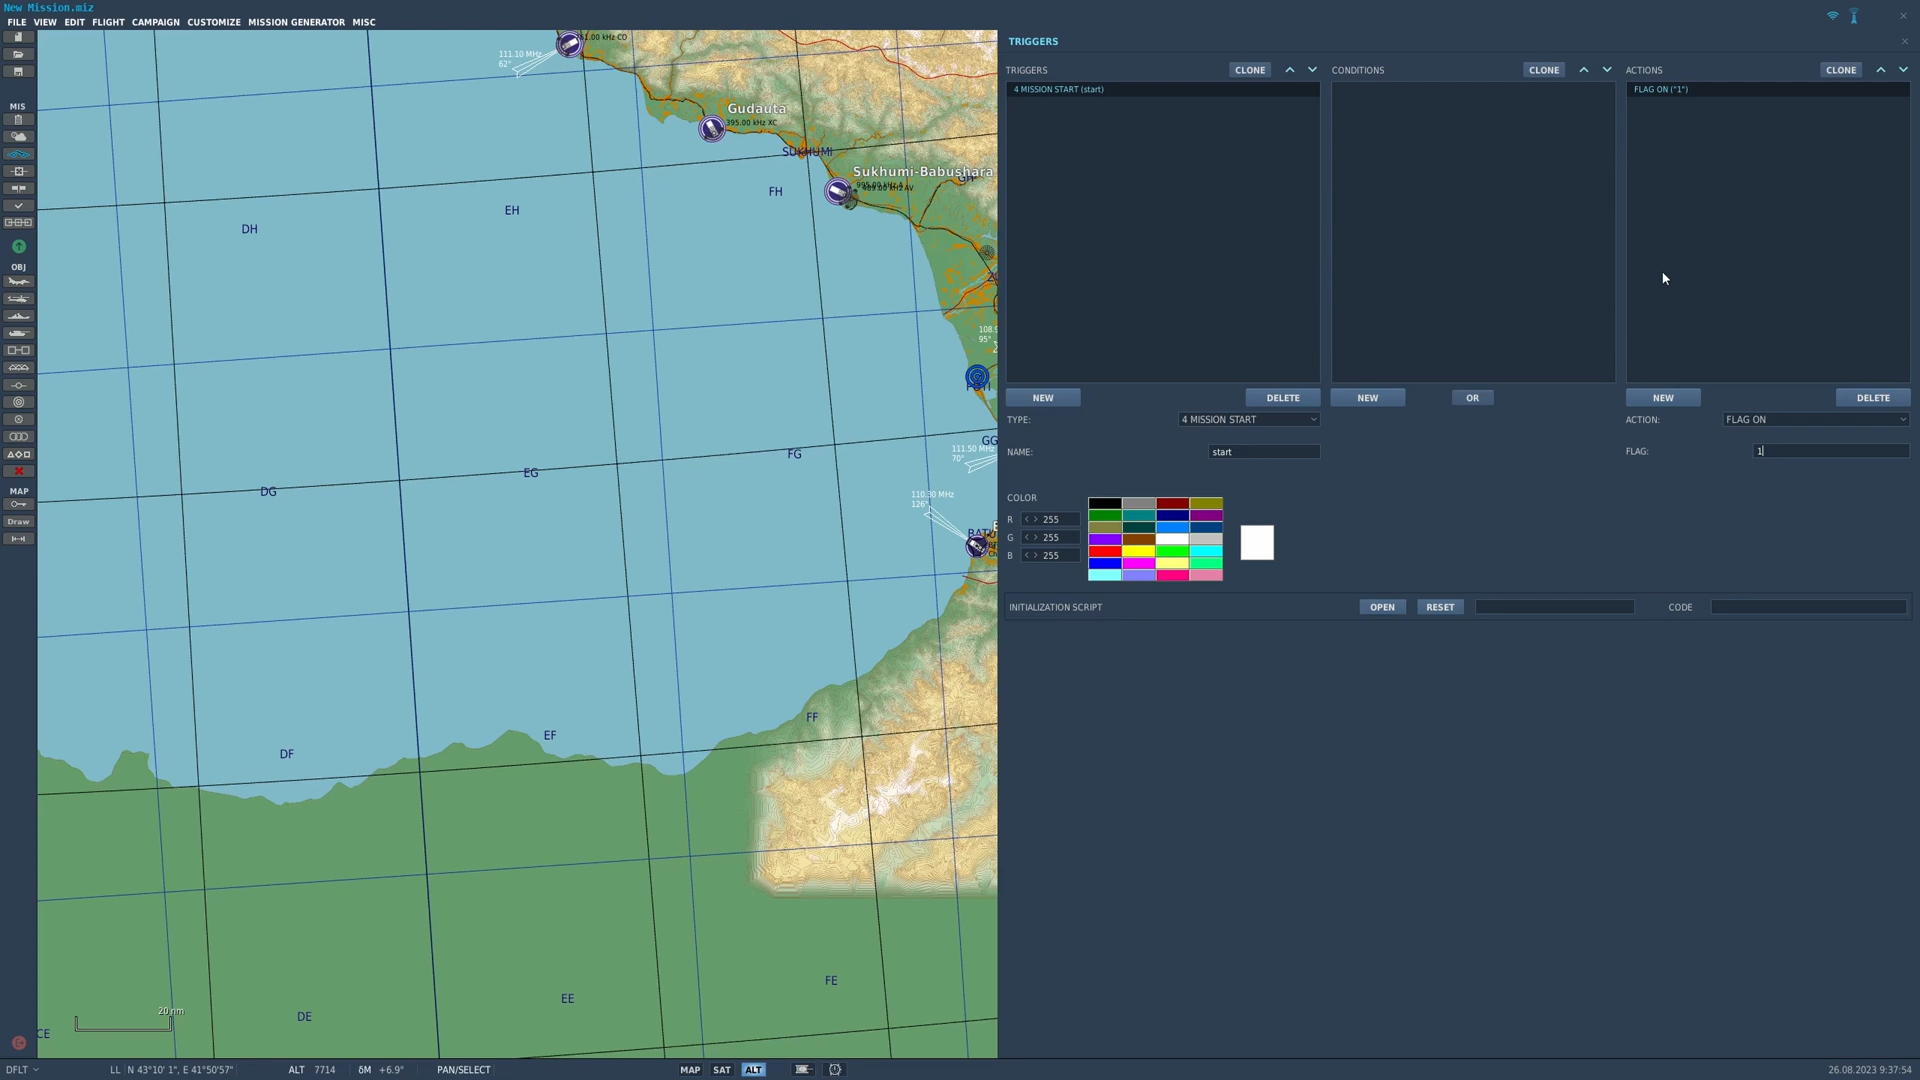 New Mission.miz
FILE VIEW EDIT FLIGHT CAMPAIGN CUSTOMIZE MISSION GENERATOR MISC
TRIGGERS
TRIGGERS CLONE CONDITIONS CLONE ACTIONS CLONE
4 MISSION START (start)
FLAG ON ("1")
NEW DELETE NEW OR NEW DELETE
TYPE: 4 MISSION START ACTION: FLAG ON
NAME: start FLAG: 1
COLOR
R 255
G 255
B 255
INITIALIZATION SCRIPT OPEN RESET CODE
MIS
OBJ
MAP
Draw
111.10 MHz
62°
Gudauta
395.00 kHz XC
SUKHUMI
Sukhumi-Babushara
FH
EH
DH
95°
111.50 MHz
70°
GG
FG
EG
DG
110.30 MHz
126°
FF
EF
DF
FE
EE
DE
CE
20 nm
DFLT LL N 43°10' 1", E 41°50'57" ALT 7714 δM +6.9° PAN/SELECT MAP SAT ALT 26.08.2023 9:37:54